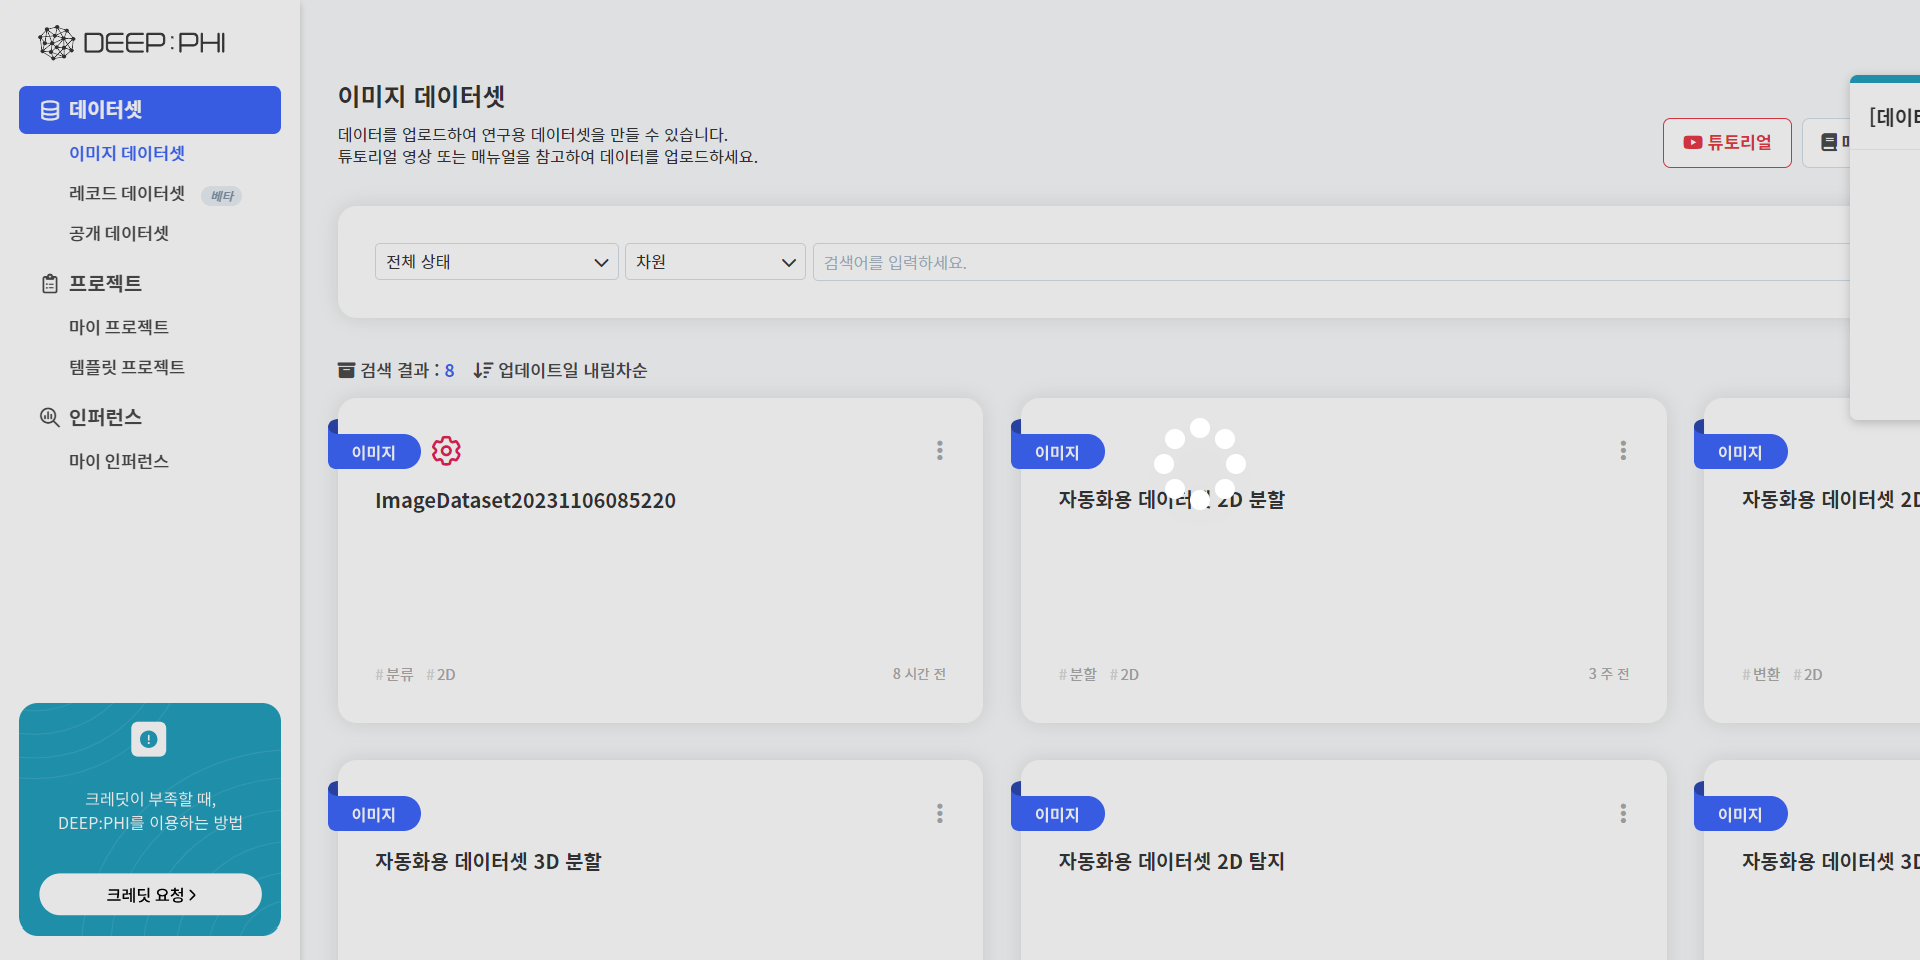 DEEP:PHI
데이터셋
이미지 데이터셋
레코드 데이터셋 베타
공개 데이터셋
프로젝트
마이 프로젝트
템플릿 프로젝트
인퍼런스
마이 인퍼런스
크레딧이 부족할 때,
DEEP:PHI를 이용하는 방법
크레딧 요청
이미지 데이터셋
데이터를 업로드하여 연구용 데이터셋을 만들 수 있습니다.
튜토리얼 영상 또는 매뉴얼을 참고하여 데이터를 업로드하세요.
튜토리얼
[데이터
전체 상태
차원
검색어를 입력하세요.
검색 결과 : 8 업데이트일 내림차순
이미지
ImageDataset20231106085220
#분류 #2D
8 시간 전
이미지
자동화용 데이터셋 2D 분할
#분할 #2D
3 주 전
이미지
자동화용 데이터셋 2D
#변환 #2D
이미지
자동화용 데이터셋 3D 분할
이미지
자동화용 데이터셋 2D 탐지
이미지
자동화용 데이터셋 3D